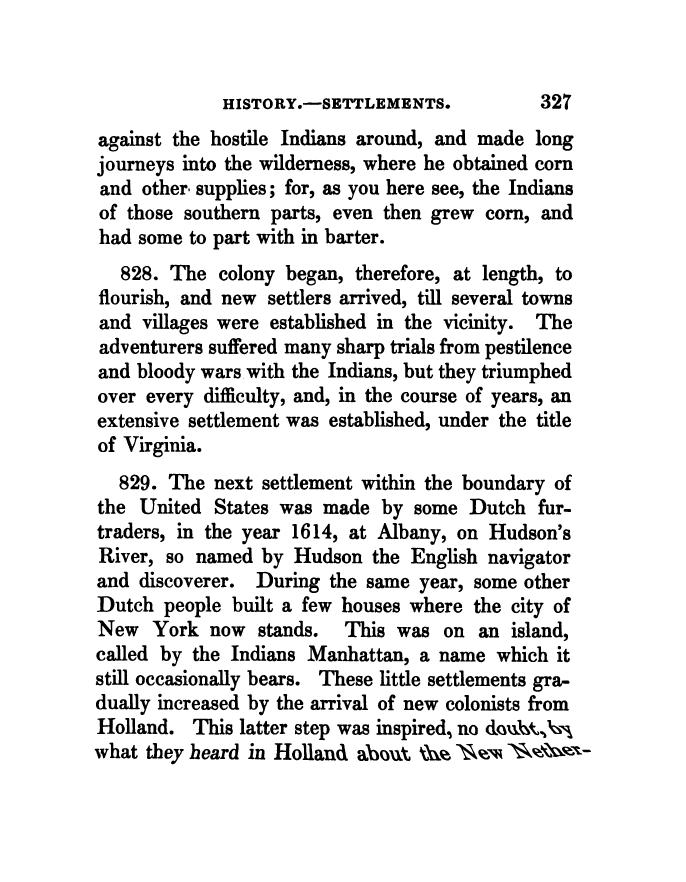 HISTORY.—SETTLEMENTS. 327
against the hostile Indians around, and made long
journeys into the wilderness, where he obtained corn
and other supplies; for, as you here see, the Indians
of those southern parts, even then grew corn, and
had some to part with in barter.
828. The colony began, therefore, at length, to
flourish, and new settlers arrived, till several towns
and villages were established in the vicinity. The
adventurers suffered many sharp trials from pestilence
and bloody wars with the Indians, but they triumphed
over every difficulty, and, in the course of years, an
extensive settlement was established, under the title
of Virginia.
829. The next settlement within the boundary of
the United States was made by some Dutch fur-
traders, in the year 1614, at Albany, on Hudson's
River, so named by Hudson the English navigator
and discoverer. During the same year, some other
Dutch people built a few houses where the city of
New York now stands. This was on an island,
called by the Indians Manhattan, a name which it
still occasionally bears. These little settlements gra-
dually increased by the arrival of new colonists from
Holland. This latter step was inspired, no doubt, by
what they heard in Holland about the New Nether-